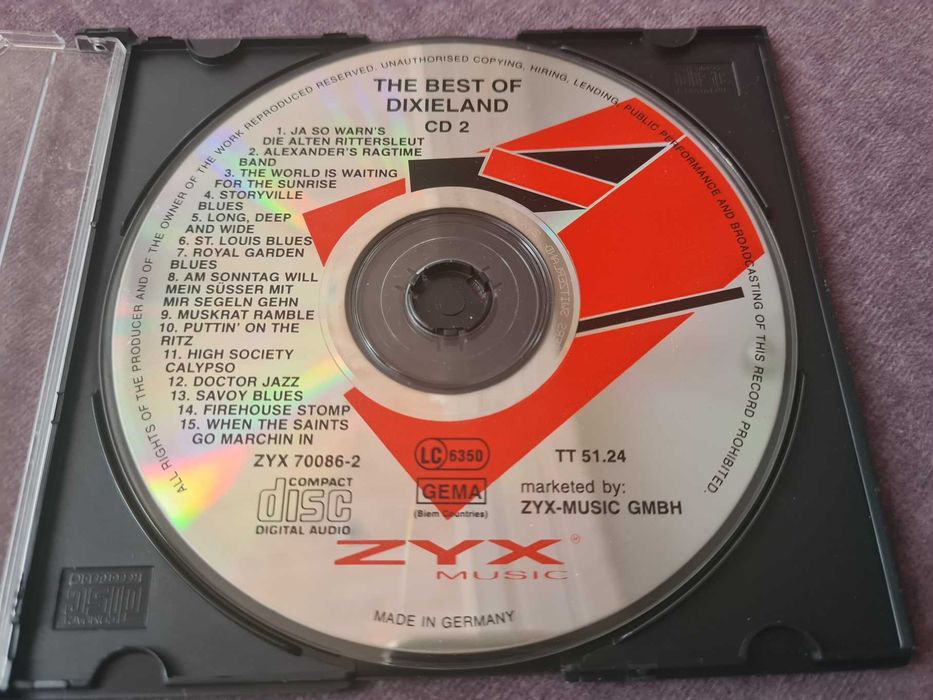 ALL RIGHTS OF THE PRODUCER AND OF THE OWNER OF THE WORK REPRODUCED RESERVED. UNAUTHORISED COPYING, HIRING, LENDING, PUBLIC PERFORMANCE AND BROADCASTING OF THIS RECORD PROHIBITED.
THE BEST OF
DIXIELAND
CD 2
1. JA SO WARN'S
DIE ALTEN RITTERSLEUT
2. ALEXANDER'S RAGTIME
BAND
3. THE WORLD IS WAITING
FOR THE SUNRISE
4. STORYVILLE
BLUES
5. LONG, DEEP
AND WIDE
6. ST. LOUIS BLUES
7. ROYAL GARDEN
BLUES
8. AM SONNTAG WILL
MEIN SÜSSER MIT
MIR SEGELN GEHN
9. MUSKRAT RAMBLE
10. PUTTIN' ON THE
RITZ
11. HIGH SOCIETY
CALYPSO
12. DOCTOR JAZZ
13. SAVOY BLUES
14. FIREHOUSE STOMP
15. WHEN THE SAINTS
GO MARCHIN IN
ZYX 70086-2
LC 6350
TT 51.24
COMPACT
disc
DIGITAL AUDIO
GEMA
(Biem Countries)
marketed by:
ZYX-MUSIC GMBH
ZYX®
MUSIC
MADE IN GERMANY